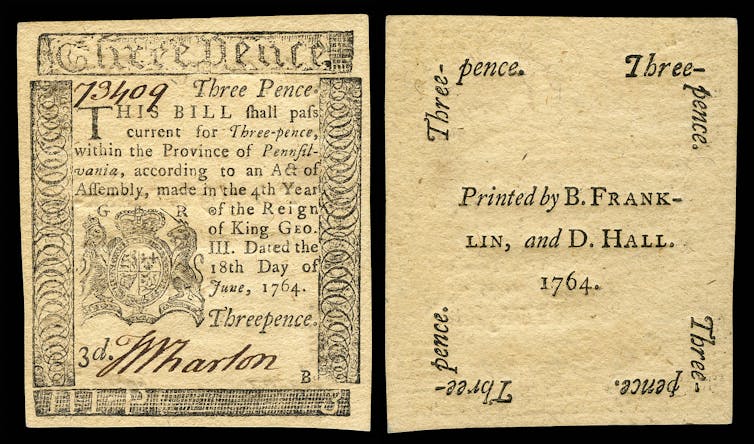 Three Pence
73409 Three Pence.
THIS BILL ſhall paſs
current for Three-pence,
within the Province of Pennſil-
vania, according to an Act of
Aſſembly, made in the 4th Year
G R of the Reign
of King GEO.
III. Dated the
18th Day of
June, 1764.
Threepence.
3d. Wharton
B
Three-pence.
Three-pence.
Printed by B. FRANK-
LIN, and D. HALL.
1764.
Three-pence.
Three-pence.